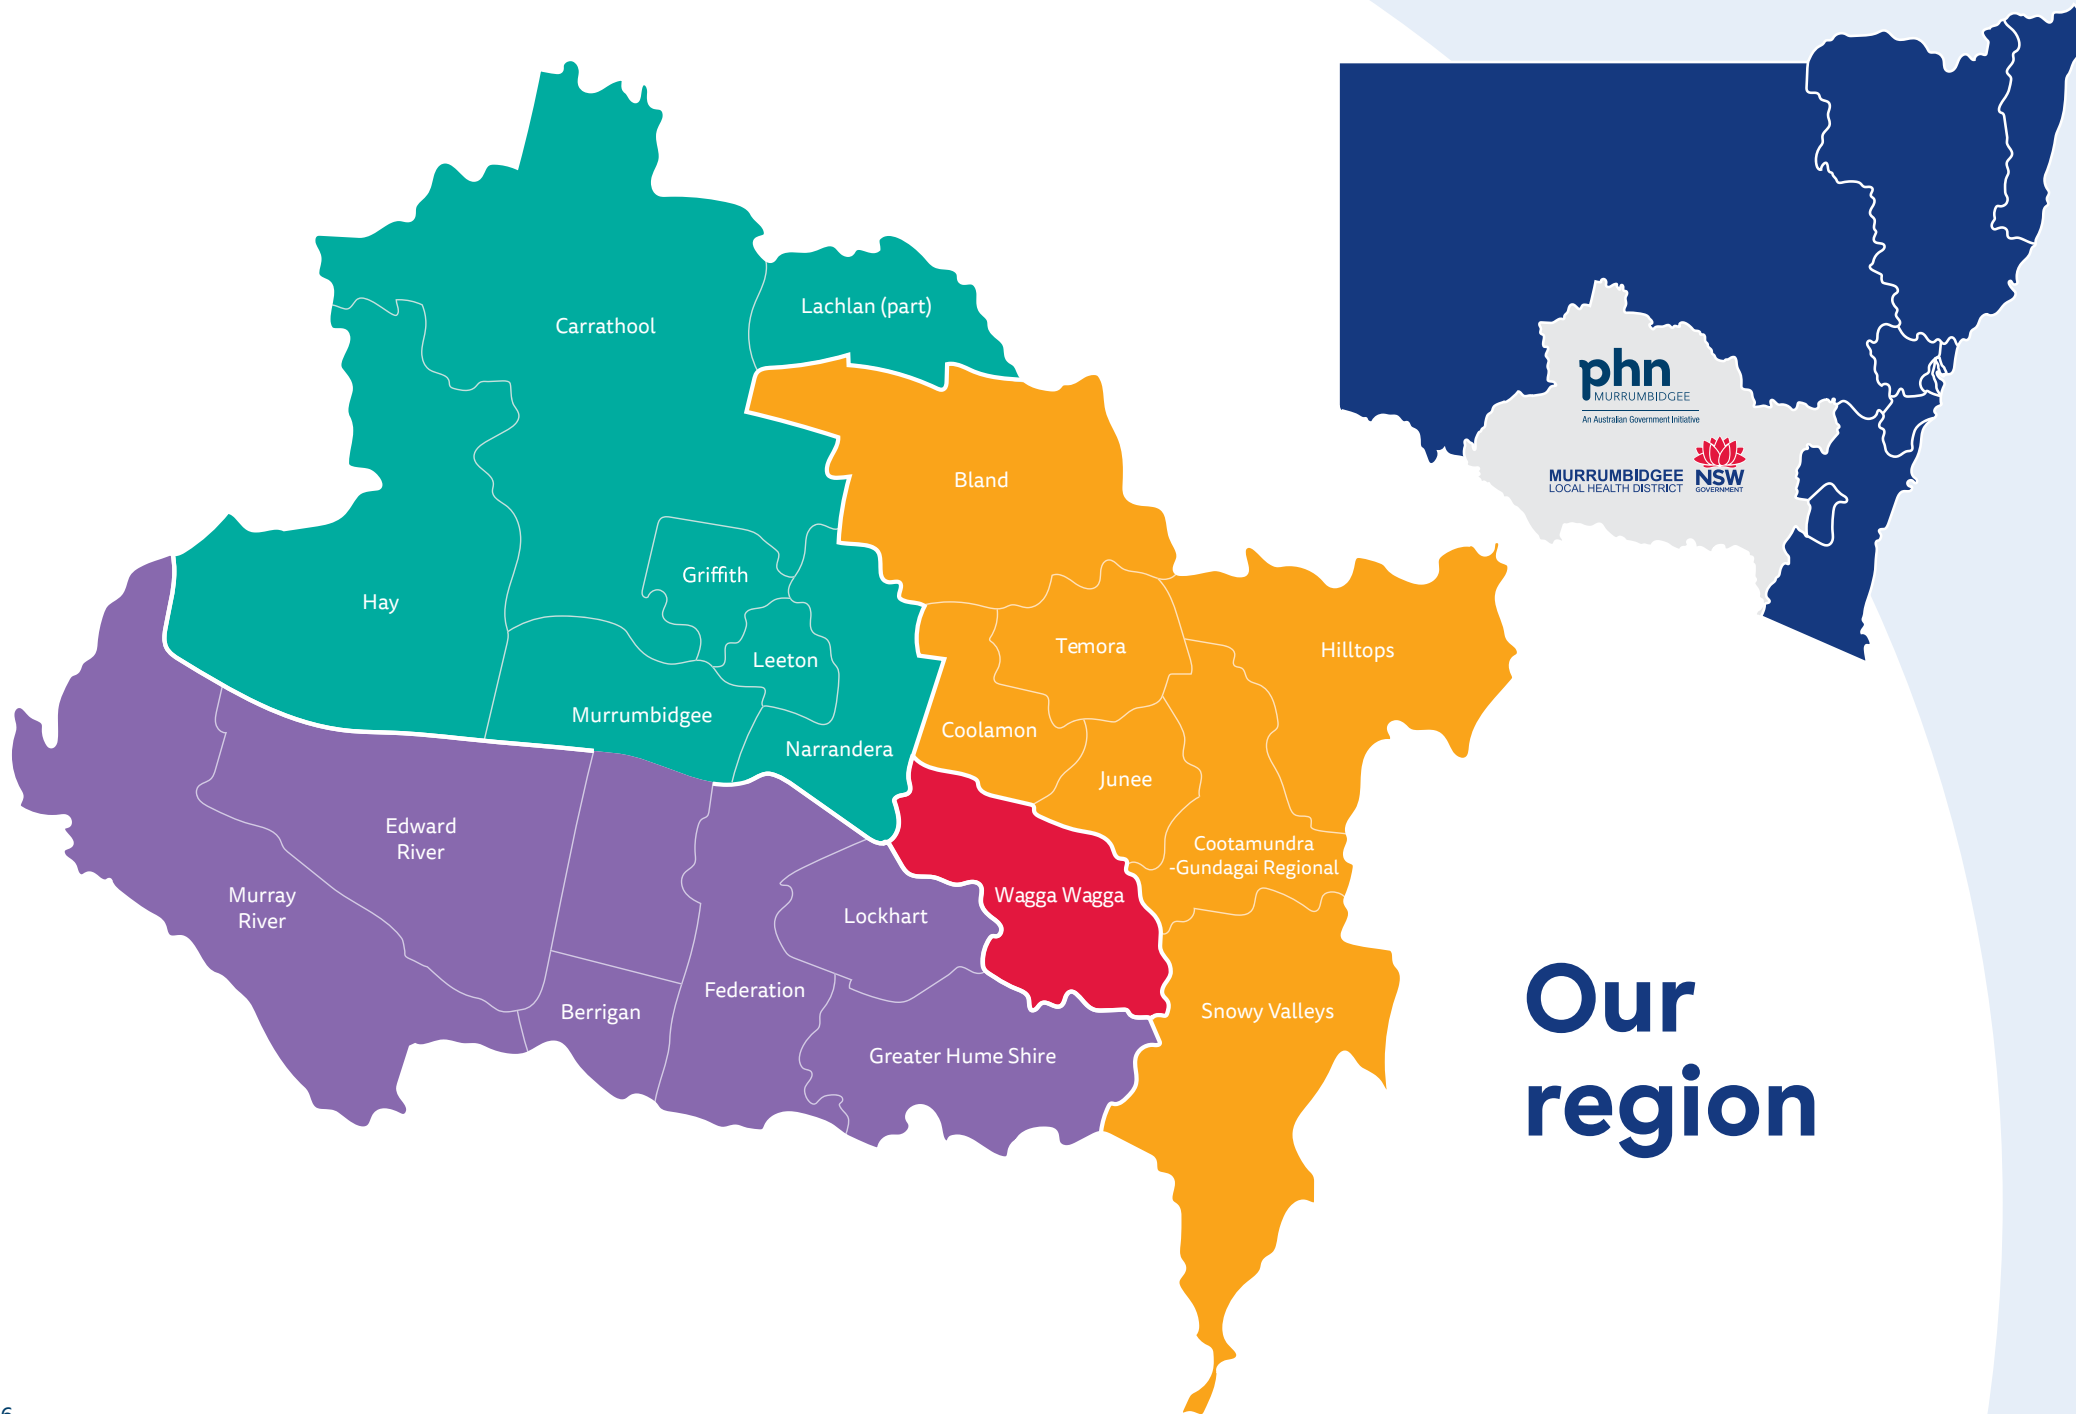 Carrathool
Lachlan (part)
phn
MURRUMBIDGEE
An Australian Government Initiative
MURRUMBIDGEE
LOCAL HEALTH DISTRICT
NSW
GOVERNMENT
Bland
Griffith
Hay
Temora
Hilltops
Leeton
Murrumbidgee
Coolamon
Narrandera
Junee
Edward
River
Cootamundra
-Gundagai Regional
Murray
River
Wagga Wagga
Lockhart
Federation
Berrigan
Snowy Valleys
Greater Hume Shire
Our
region
6